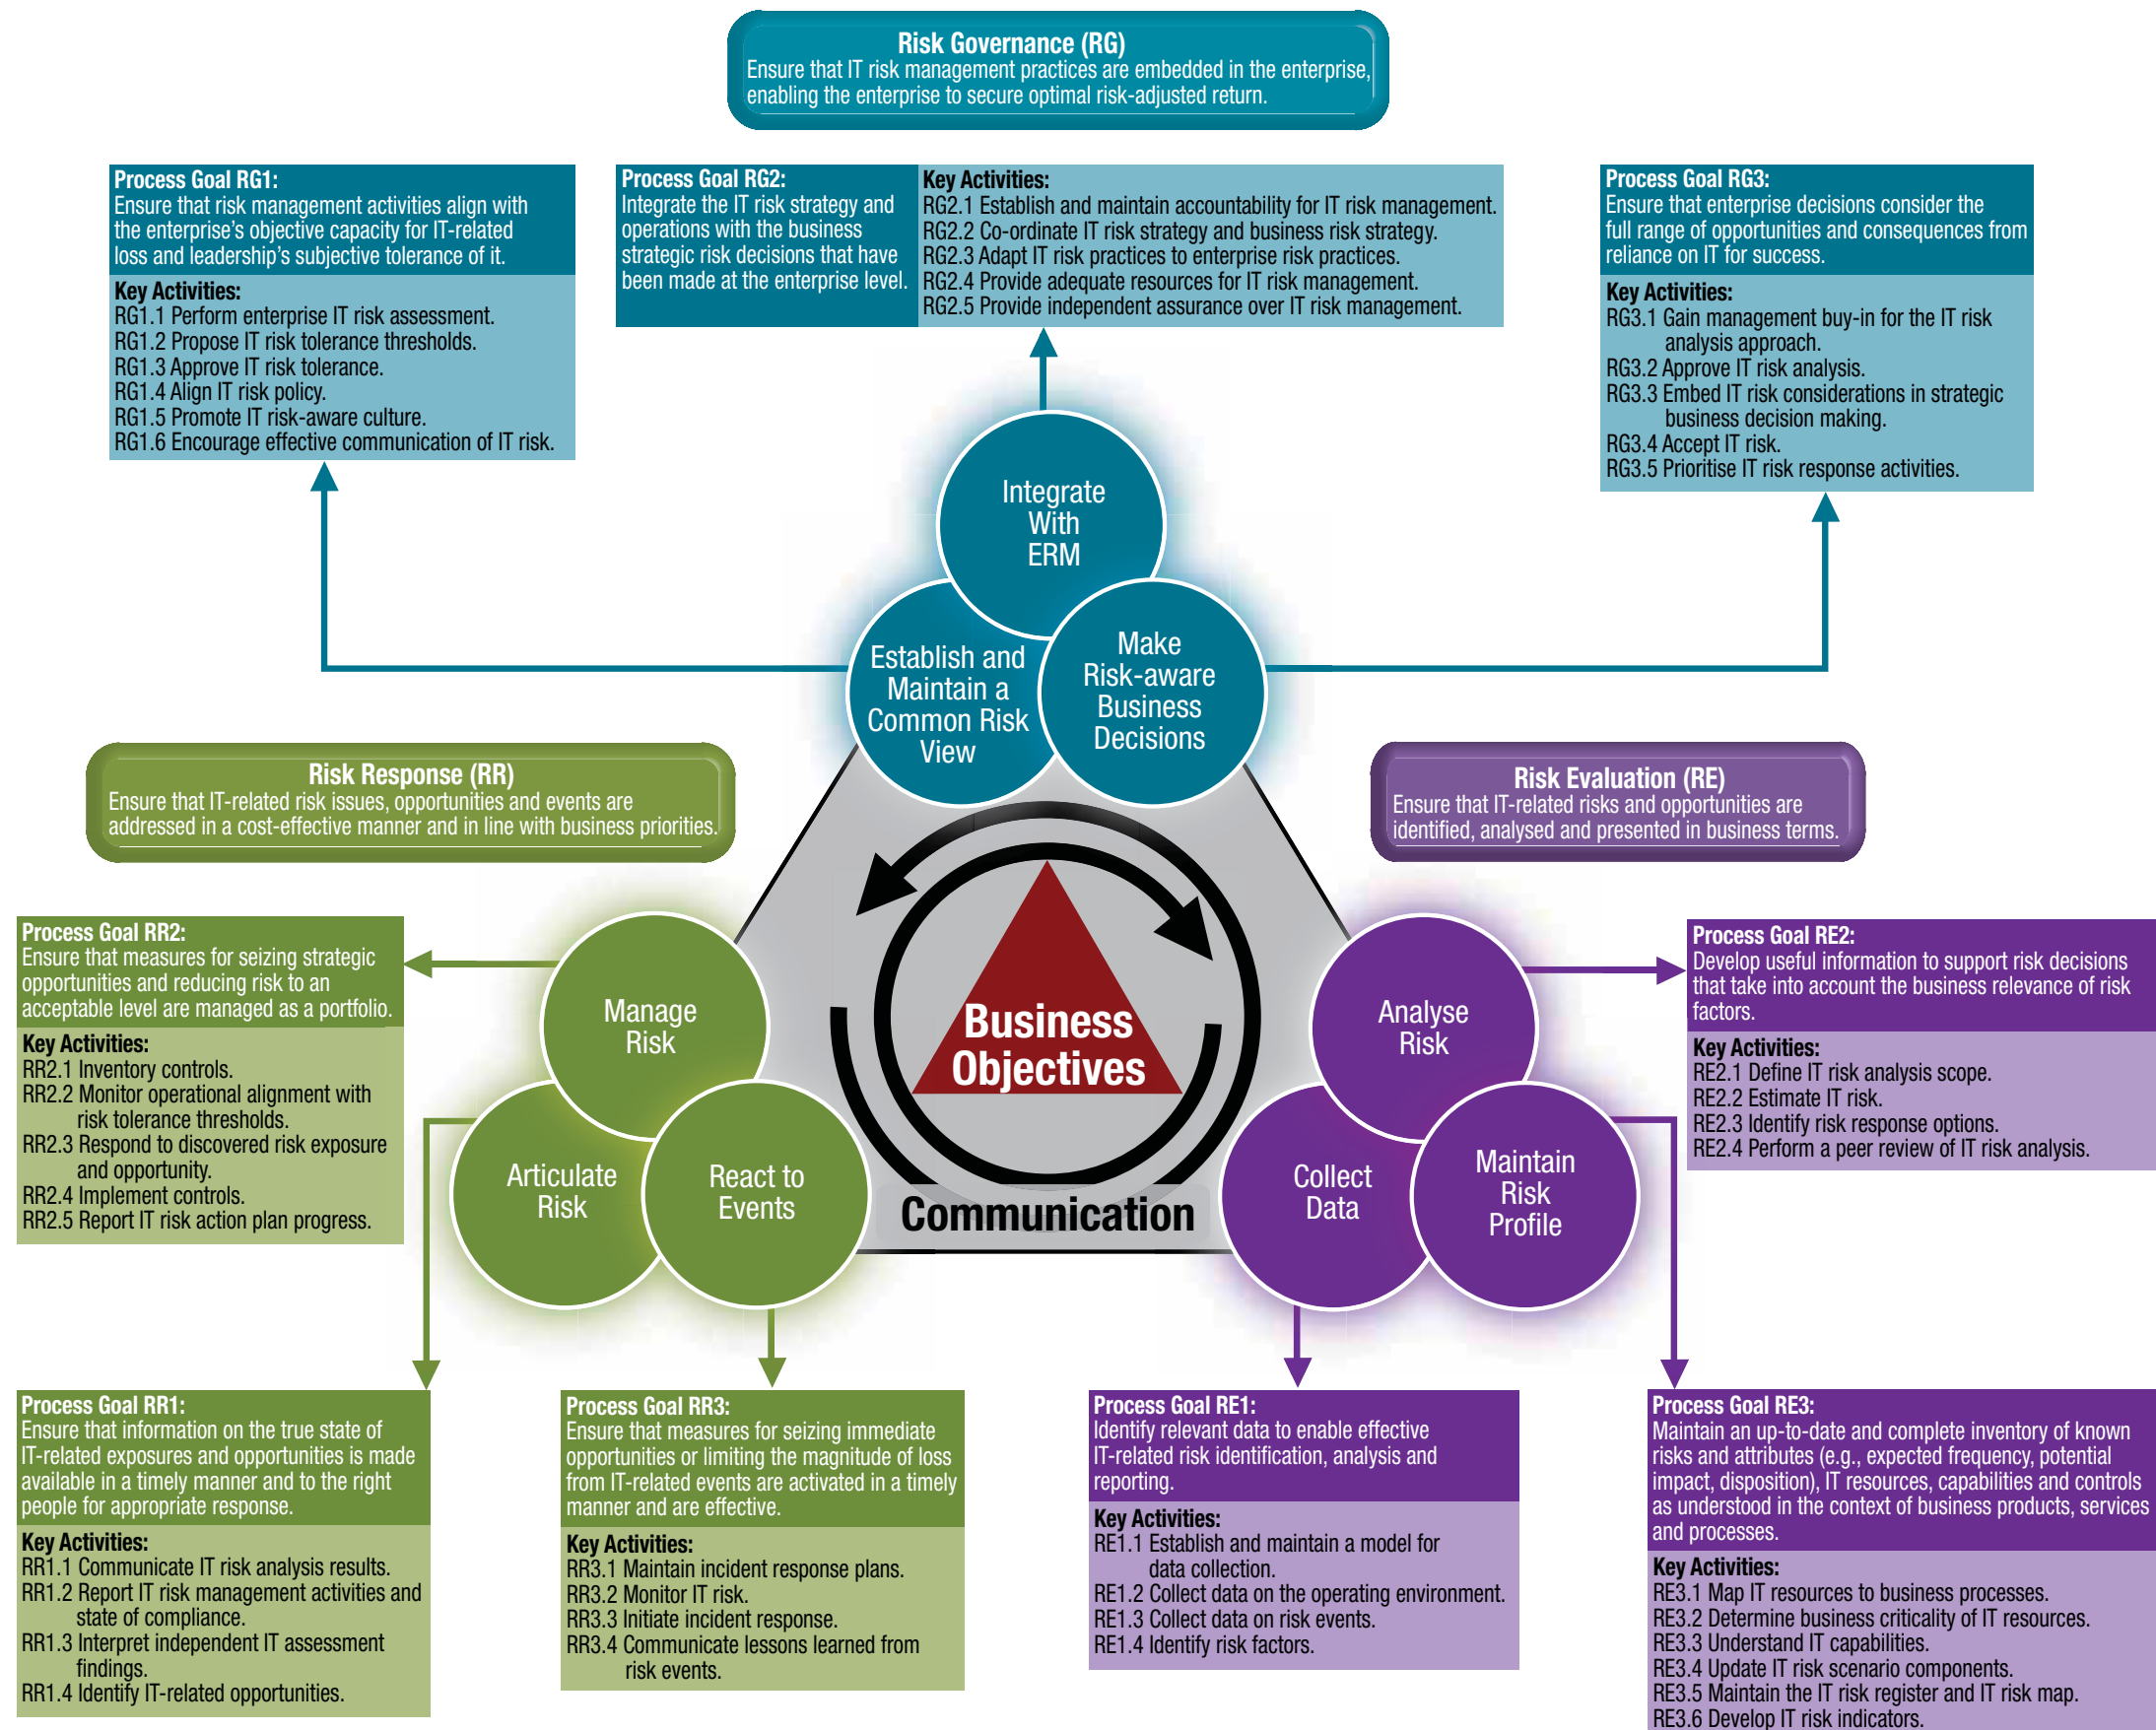 Risk Governance (RG)
Ensure that IT risk management practices are embedded in the enterprise,
enabling the enterprise to secure optimal risk-adjusted return.
Process Goal RG1:
Ensure that risk management activities align with
the enterprise's objective capacity for IT-related
loss and leadership's subjective tolerance of it.
Key Activities:
RG1.1 Perform enterprise IT risk assessment.
RG1.2 Propose IT risk tolerance thresholds.
RG1.3 Approve IT risk tolerance.
RG1.4 Align IT risk policy.
RG1.5 Promote IT risk-aware culture.
RG1.6 Encourage effective communication of IT risk.
Process Goal RG2:
Integrate the IT risk strategy and
operations with the business
strategic risk decisions that have
been made at the enterprise level.
Key Activities:
RG2.1 Establish and maintain accountability for IT risk management.
RG2.2 Co-ordinate IT risk strategy and business risk strategy.
RG2.3 Adapt IT risk practices to enterprise risk practices.
RG2.4 Provide adequate resources for IT risk management.
RG2.5 Provide independent assurance over IT risk management.
Process Goal RG3:
Ensure that enterprise decisions consider the
full range of opportunities and consequences from
reliance on IT for success.
Key Activities:
RG3.1 Gain management buy-in for the IT risk
analysis approach.
RG3.2 Approve IT risk analysis.
RG3.3 Embed IT risk considerations in strategic
business decision making.
RG3.4 Accept IT risk.
RG3.5 Prioritise IT risk response activities.
Integrate
With
ERM
Establish and
Maintain a
Common Risk
View
Make
Risk-aware
Business
Decisions
Risk Response (RR)
Ensure that IT-related risk issues, opportunities and events are
addressed in a cost-effective manner and in line with business priorities.
Risk Evaluation (RE)
Ensure that IT-related risks and opportunities are
identified, analysed and presented in business terms.
Process Goal RR2:
Ensure that measures for seizing strategic
opportunities and reducing risk to an
acceptable level are managed as a portfolio.
Key Activities:
RR2.1 Inventory controls.
RR2.2 Monitor operational alignment with
risk tolerance thresholds.
RR2.3 Respond to discovered risk exposure
and opportunity.
RR2.4 Implement controls.
RR2.5 Report IT risk action plan progress.
Manage
Risk
Articulate
Risk
React to
Events
Business
Objectives
Communication
Analyse
Risk
Collect
Data
Maintain
Risk
Profile
Process Goal RE2:
Develop useful information to support risk decisions
that take into account the business relevance of risk
factors.
Key Activities:
RE2.1 Define IT risk analysis scope.
RE2.2 Estimate IT risk.
RE2.3 Identify risk response options.
RE2.4 Perform a peer review of IT risk analysis.
Process Goal RR1:
Ensure that information on the true state of
IT-related exposures and opportunities is made
available in a timely manner and to the right
people for appropriate response.
Key Activities:
RR1.1 Communicate IT risk analysis results.
RR1.2 Report IT risk management activities and
state of compliance.
RR1.3 Interpret independent IT assessment
findings.
RR1.4 Identify IT-related opportunities.
Process Goal RR3:
Ensure that measures for seizing immediate
opportunities or limiting the magnitude of loss
from IT-related events are activated in a timely
manner and are effective.
Key Activities:
RR3.1 Maintain incident response plans.
RR3.2 Monitor IT risk.
RR3.3 Initiate incident response.
RR3.4 Communicate lessons learned from
risk events.
Process Goal RE1:
Identify relevant data to enable effective
IT-related risk identification, analysis and
reporting.
Key Activities:
RE1.1 Establish and maintain a model for
data collection.
RE1.2 Collect data on the operating environment.
RE1.3 Collect data on risk events.
RE1.4 Identify risk factors.
Process Goal RE3:
Maintain an up-to-date and complete inventory of known
risks and attributes (e.g., expected frequency, potential
impact, disposition), IT resources, capabilities and controls
as understood in the context of business products, services
and processes.
Key Activities:
RE3.1 Map IT resources to business processes.
RE3.2 Determine business criticality of IT resources.
RE3.3 Understand IT capabilities.
RE3.4 Update IT risk scenario components.
RE3.5 Maintain the IT risk register and IT risk map.
RE3.6 Develop IT risk indicators.